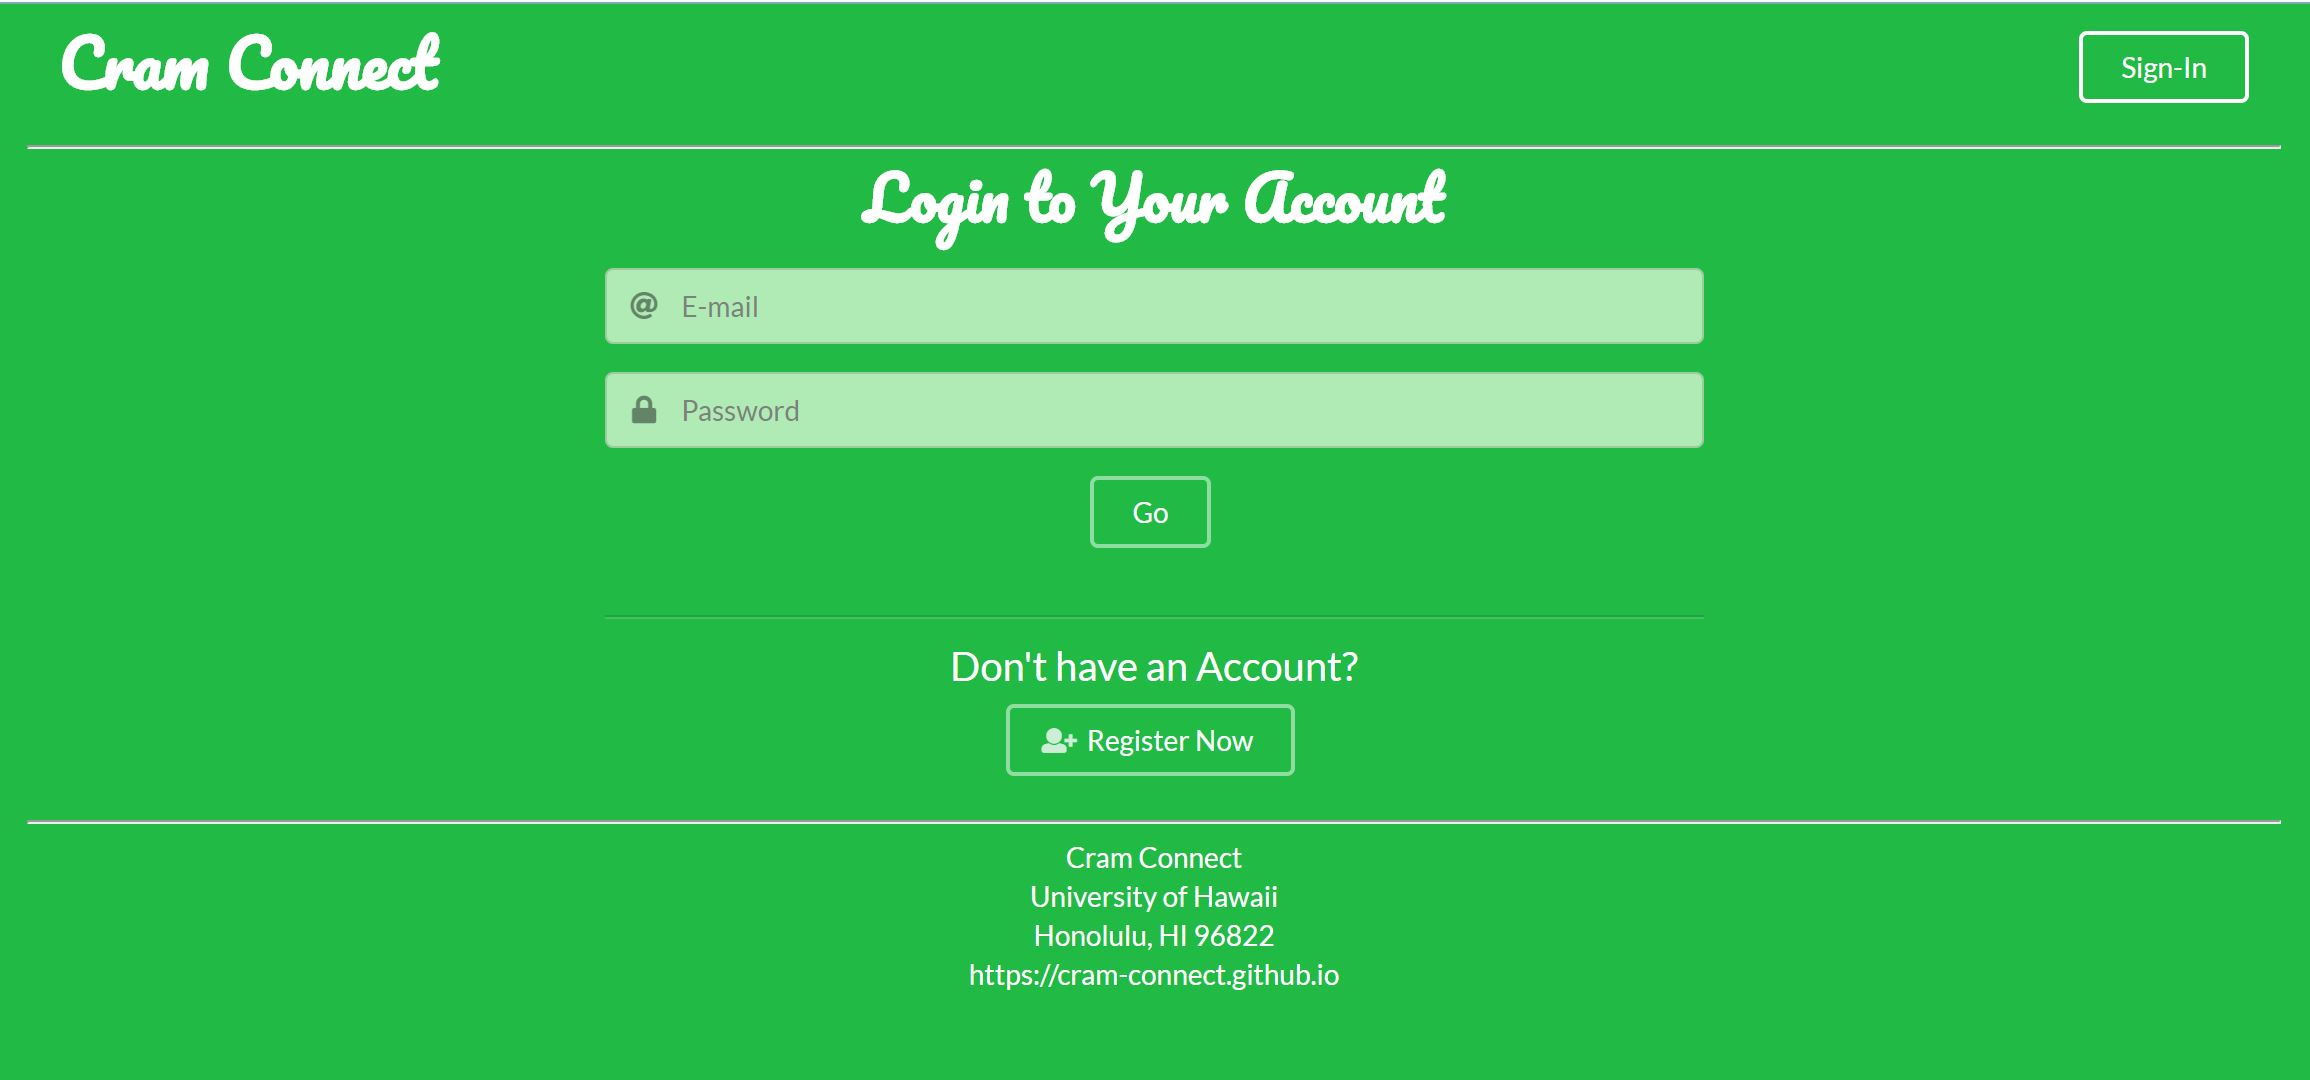 Cram Connect
Sign-In
Login to Your Account
E-mail
Password
Go
Don't have an Account?
Register Now
Cram Connect
University of Hawaii
Honolulu, HI 96822
https://cram-connect.github.io